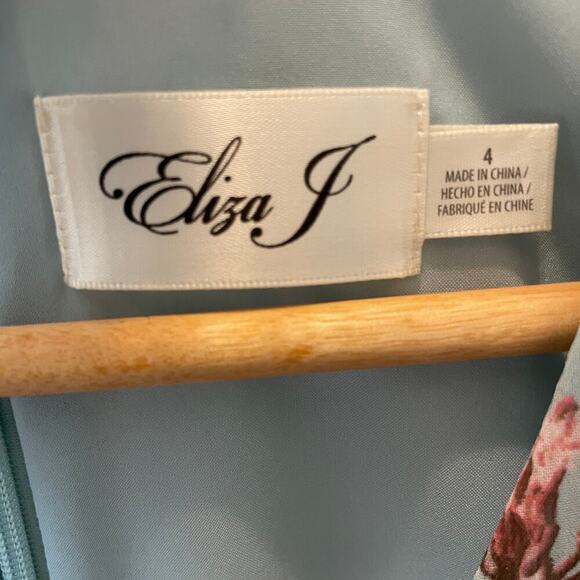 Eliza J
4
MADE IN CHINA /
HECHO EN CHINA /
FABRIQUÉ EN CHINE